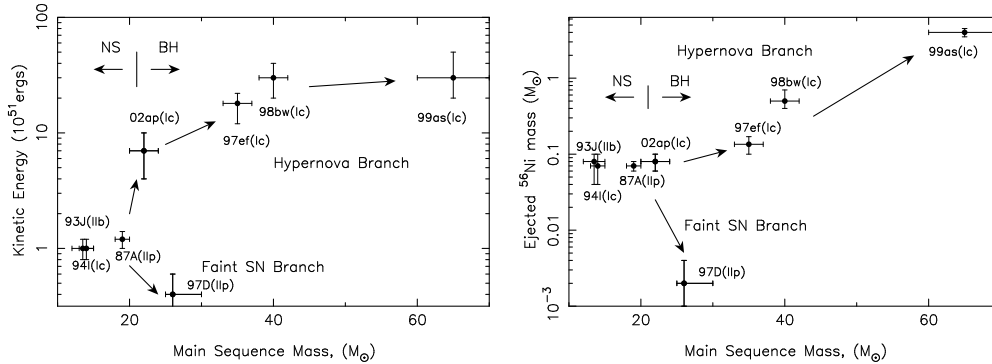 NS
BH
02ap(Ic)
97ef(Ic)
98bw(Ic)
99as(Ic)
Hypernova Branch
93J(IIb)
94I(Ic)
87A(IIp)
Faint SN Branch
97D(IIp)
100
10
1
20
40
60
Kinetic Energy (10⁵¹ergs)
Main Sequence Mass, (M⊙)
Hypernova Branch
99as(Ic)
NS
BH
98bw(Ic)
97ef(Ic)
02ap(Ic)
93J(IIb)
94I(Ic)
87A(IIp)
Faint SN Branch
97D(IIp)
1
0.1
0.01
10⁻³
20
40
60
Ejected ⁵⁶Ni mass (M⊙)
Main Sequence Mass, (M⊙)